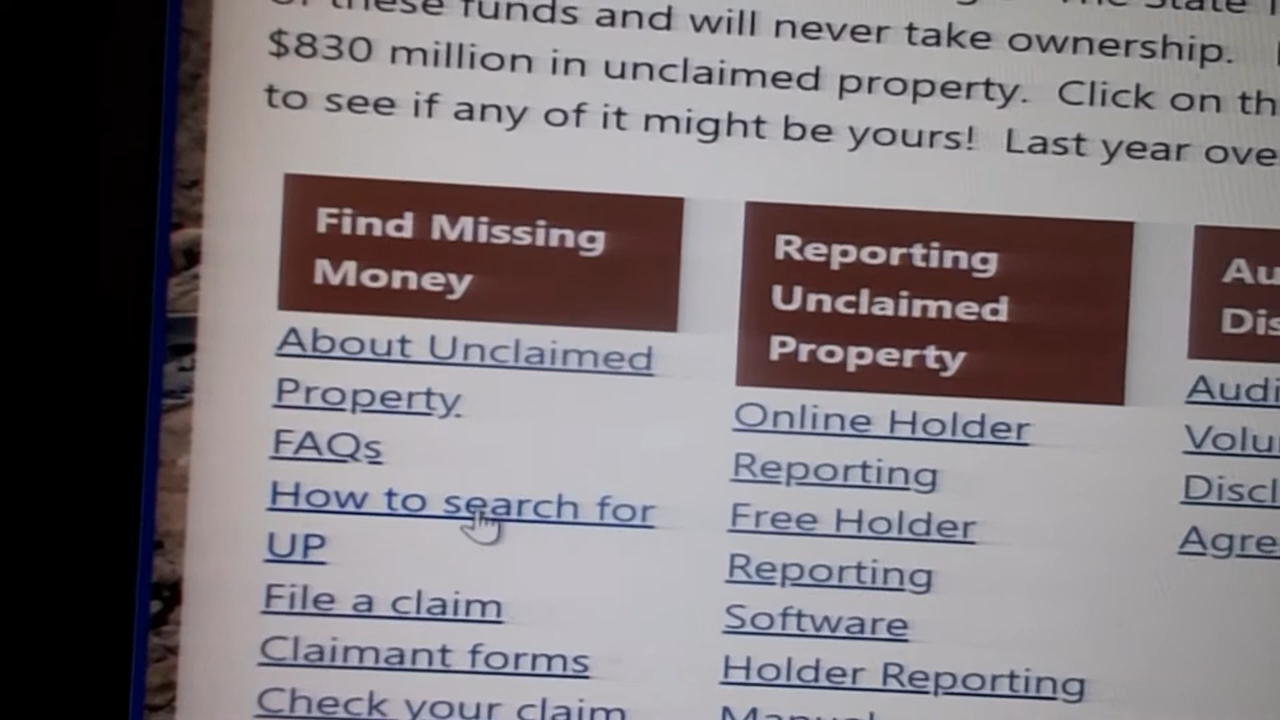 these funds and will never take ownership.
$830 million in unclaimed property. Click on th
to see if any of it might be yours! Last year ove
Find Missing
Money
About Unclaimed
Property
FAQs
How to search for
UP
File a claim
Claimant forms
Check your claim
Reporting
Unclaimed
Property
Online Holder
Reporting
Free Holder
Reporting
Software
Holder Reporting
Au
Dis
Audi
Volu
Discl
Agre